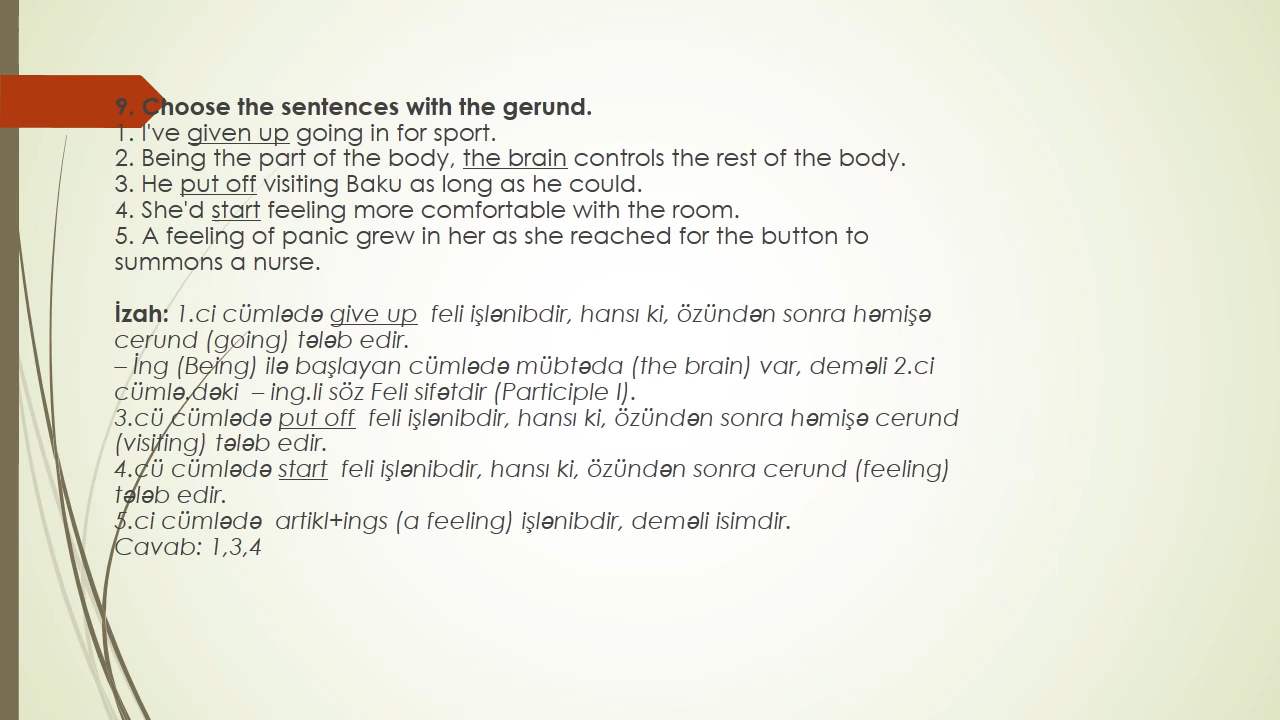 9. Choose the sentences with the gerund.
1. I've given up going in for sport.
2. Being the part of the body, the brain controls the rest of the body.
3. He put off visiting Baku as long as he could.
4. She'd start feeling more comfortable with the room.
5. A feeling of panic grew in her as she reached for the button to
summons a nurse.
İzah: 1.ci cümlədə give up feli işlənibdir, hansı ki, özündən sonra həmişə
cerund (going) tələb edir.
– İng (Being) ilə başlayan cümlədə mübtəda (the brain) var, deməli 2.ci
cümlə.dəki – ing.li söz Feli sifətdir (Participle I).
3.cü cümlədə put off feli işlənibdir, hansı ki, özündən sonra həmişə cerund
(visiting) tələb edir.
4.cü cümlədə start feli işlənibdir, hansı ki, özündən sonra cerund (feeling)
tələb edir.
5.ci cümlədə artikl+ings (a feeling) işlənibdir, deməli isimdir.
Cavab: 1,3,4